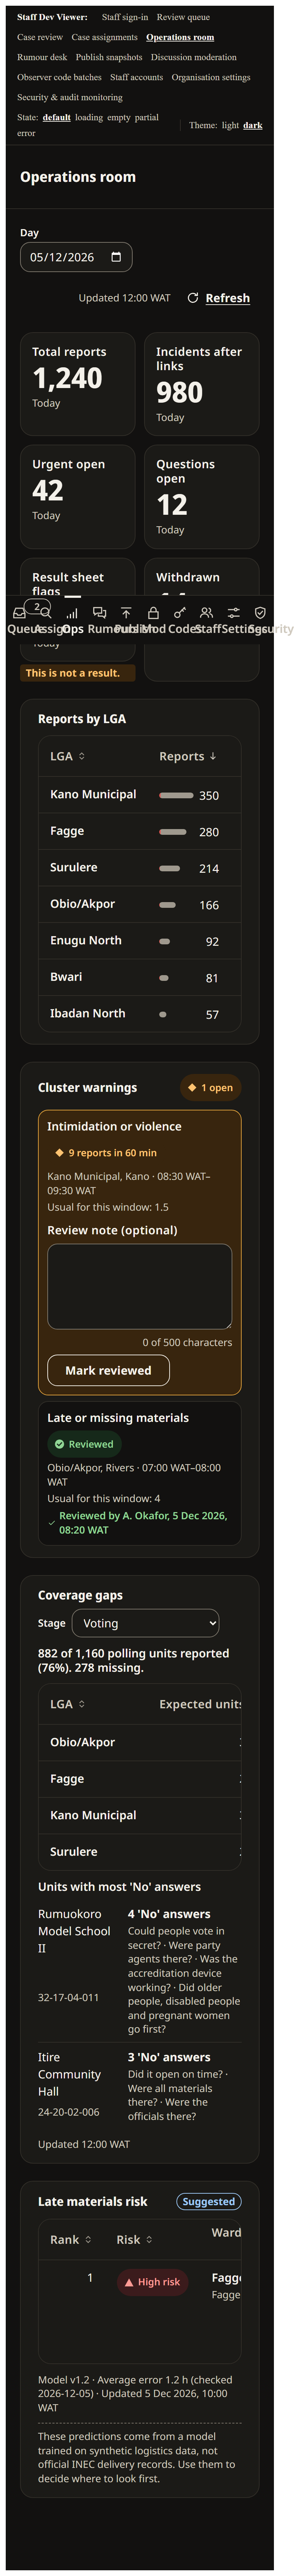 Staff Dev Viewer: Staff sign-in Review queue
Case review Case assignments Operations room
Rumour desk Publish snapshots Discussion moderation
Observer code batches Staff accounts Organisation settings
Security & audit monitoring
State: default loading empty partial
error
Theme: light dark
Operations room
Day
05/12/2026
Updated 12:00 WAT Refresh
Total reports
1,240
Today
Incidents after
links
980
Today
Urgent open
42
Today
Questions
open
12
Today
Result sheet
flags
Withdrawn
2
Queue Assign Ops Rumours Publish Mod Codes Staff Settings Security
Today
This is not a result.
Reports by LGA
LGA Reports
Kano Municipal 350
Fagge 280
Surulere 214
Obio/Akpor 166
Enugu North 92
Bwari 81
Ibadan North 57
Cluster warnings 1 open
Intimidation or violence
9 reports in 60 min
Kano Municipal, Kano · 08:30 WAT–
09:30 WAT
Usual for this window: 1.5
Review note (optional)
0 of 500 characters
Mark reviewed
Late or missing materials
Reviewed
Obio/Akpor, Rivers · 07:00 WAT–08:00
WAT
Usual for this window: 4
Reviewed by A. Okafor, 5 Dec 2026,
08:20 WAT
Coverage gaps
Stage Voting
882 of 1,160 polling units reported
(76%). 278 missing.
LGA Expected units
Obio/Akpor
Fagge
Kano Municipal
Surulere
Units with most 'No' answers
Rumuokoro
Model School
II
32-17-04-011
4 'No' answers
Could people vote in
secret? · Were party
agents there? · Was the
accreditation device
working? · Did older
people, disabled people
and pregnant women
go first?
Itire
Community
Hall
24-20-02-006
3 'No' answers
Did it open on time? ·
Were all materials
there? · Were the
officials there?
Updated 12:00 WAT
Late materials risk Suggested
Rank Risk Ward
1 High risk Fagge
Fagge
Model v1.2 · Average error 1.2 h (checked
2026-12-05) · Updated 5 Dec 2026, 10:00
WAT
These predictions come from a model
trained on synthetic logistics data, not
official INEC delivery records. Use them to
decide where to look first.